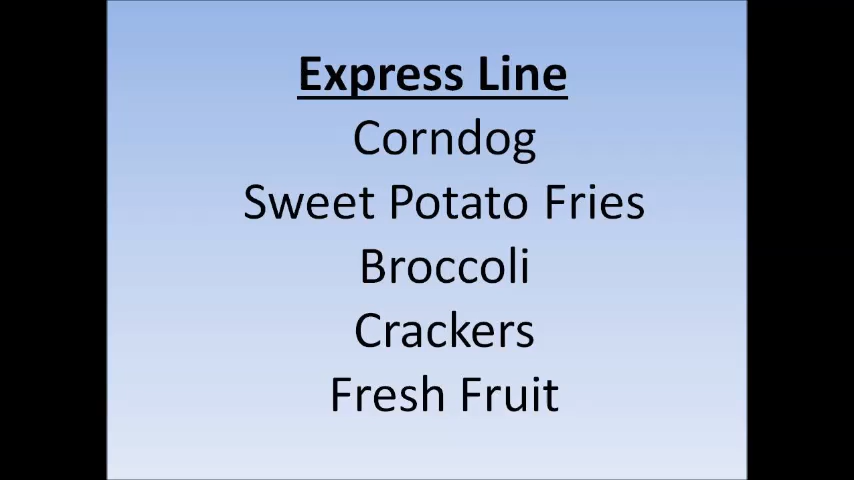 Express Line
Corndog
Sweet Potato Fries
Broccoli
Crackers
Fresh Fruit